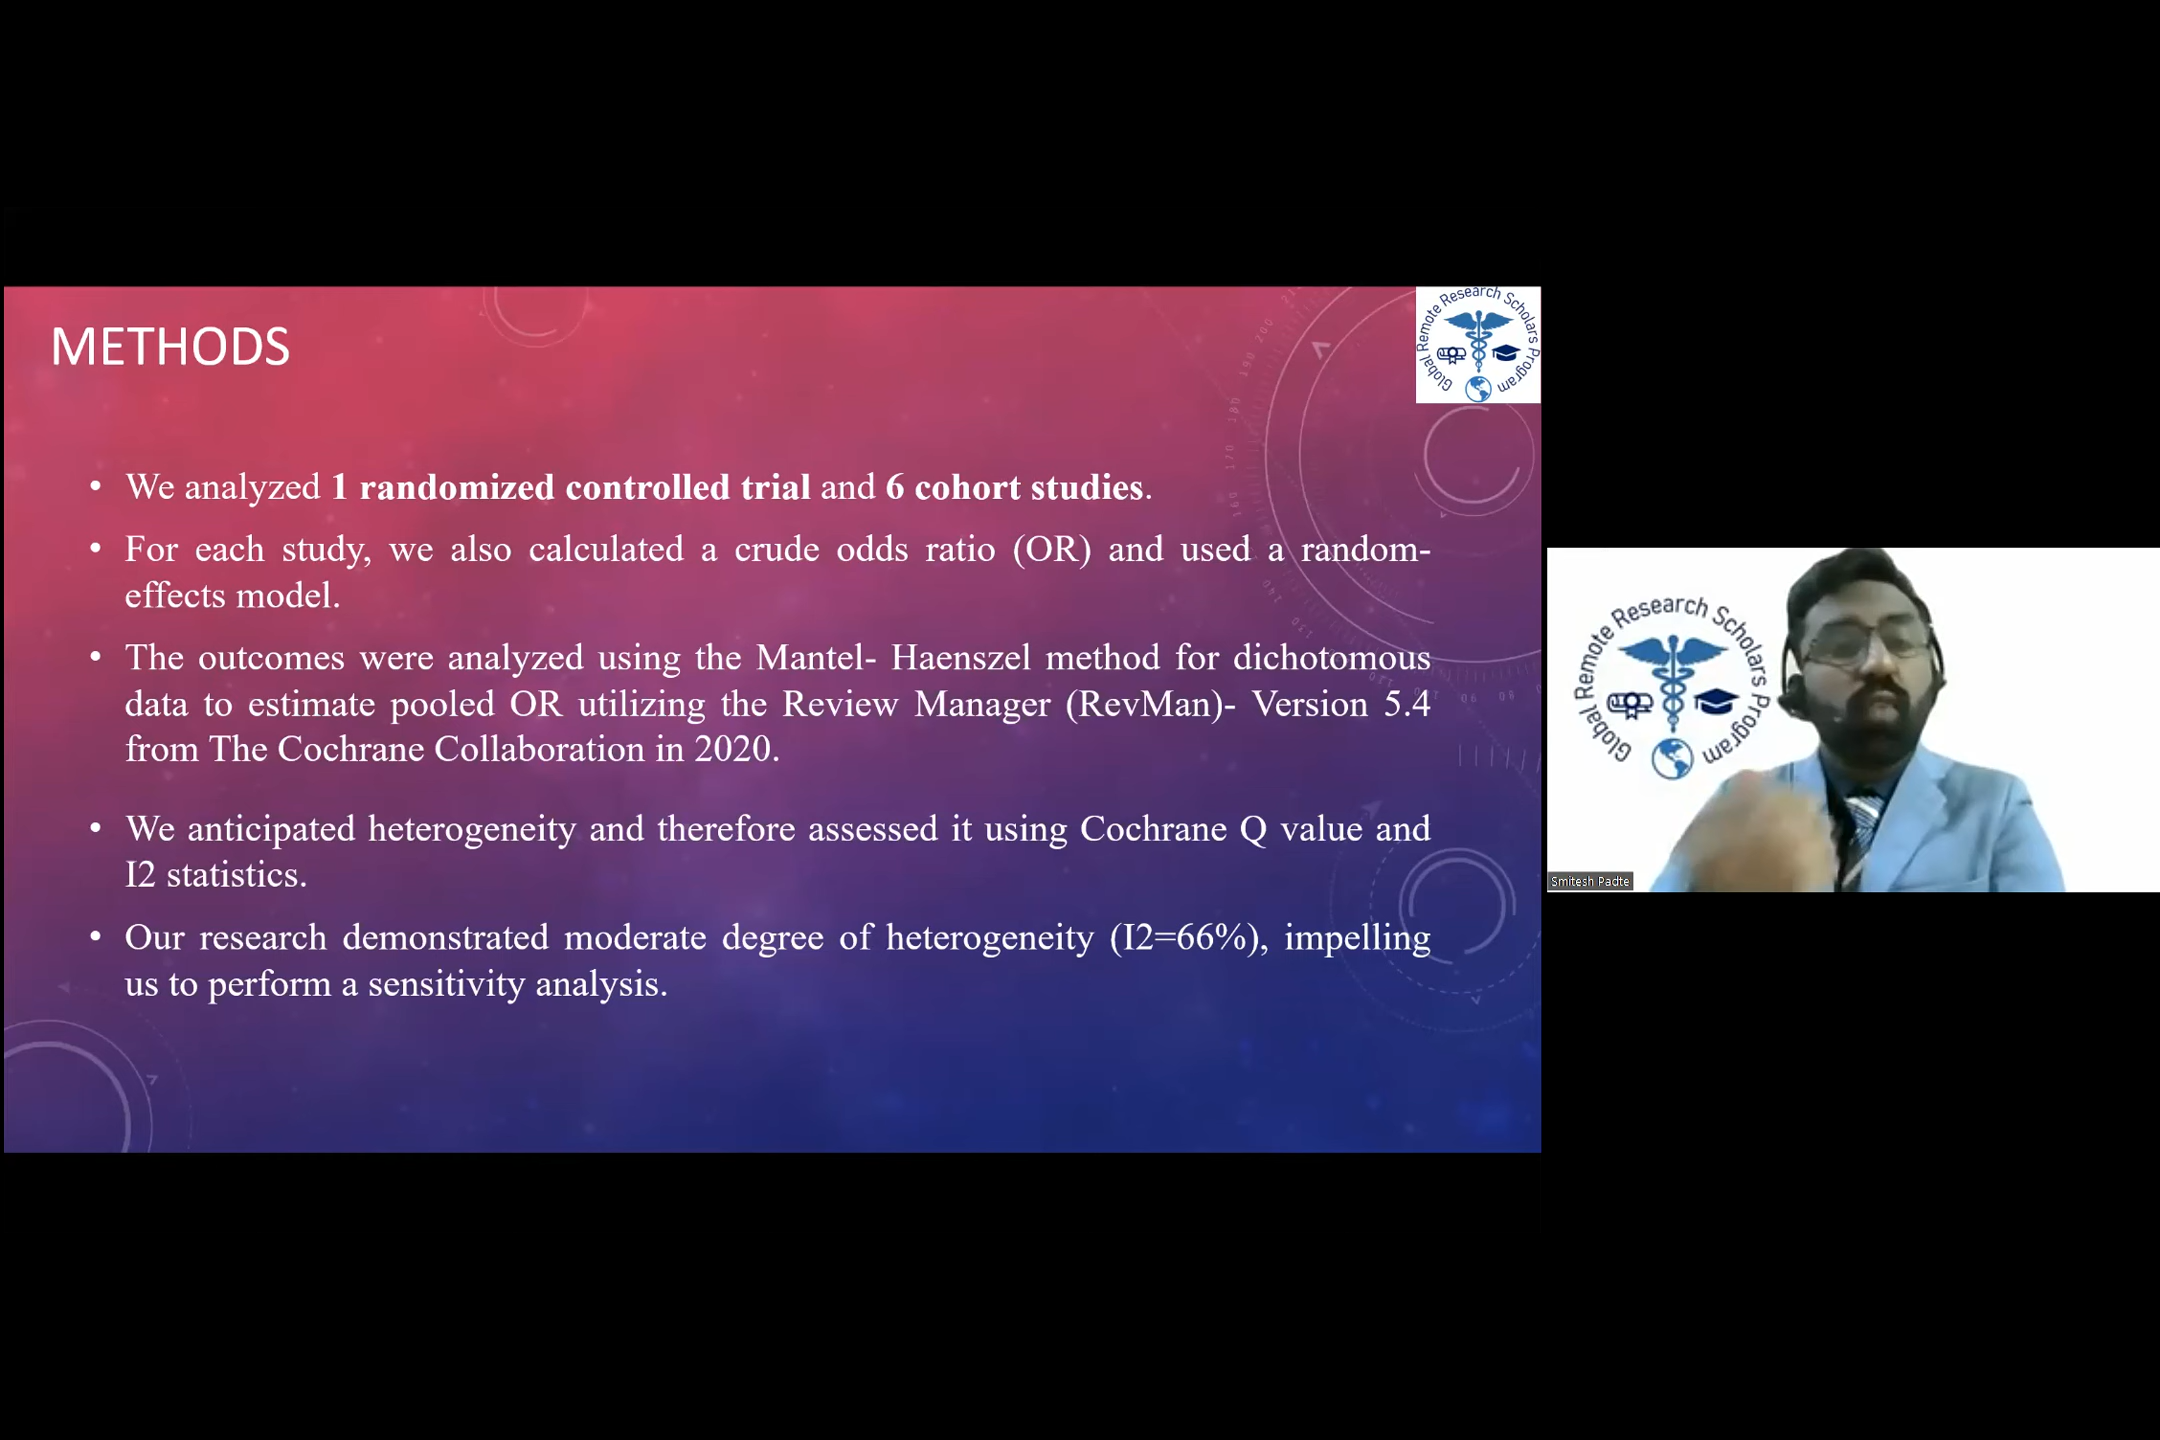 METHODS
Global Remote Research Scholars Program
• We analyzed 1 randomized controlled trial and 6 cohort studies.
• For each study, we also calculated a crude odds ratio (OR) and used a random-
effects model.
• The outcomes were analyzed using the Mantel- Haenszel method for dichotomous
data to estimate pooled OR utilizing the Review Manager (RevMan)- Version 5.4
from The Cochrane Collaboration in 2020.
• We anticipated heterogeneity and therefore assessed it using Cochrane Q value and
I2 statistics.
• Our research demonstrated moderate degree of heterogeneity (I2=66%), impelling
us to perform a sensitivity analysis.
Global Remote Research Scholars Program
Smitesh Padte